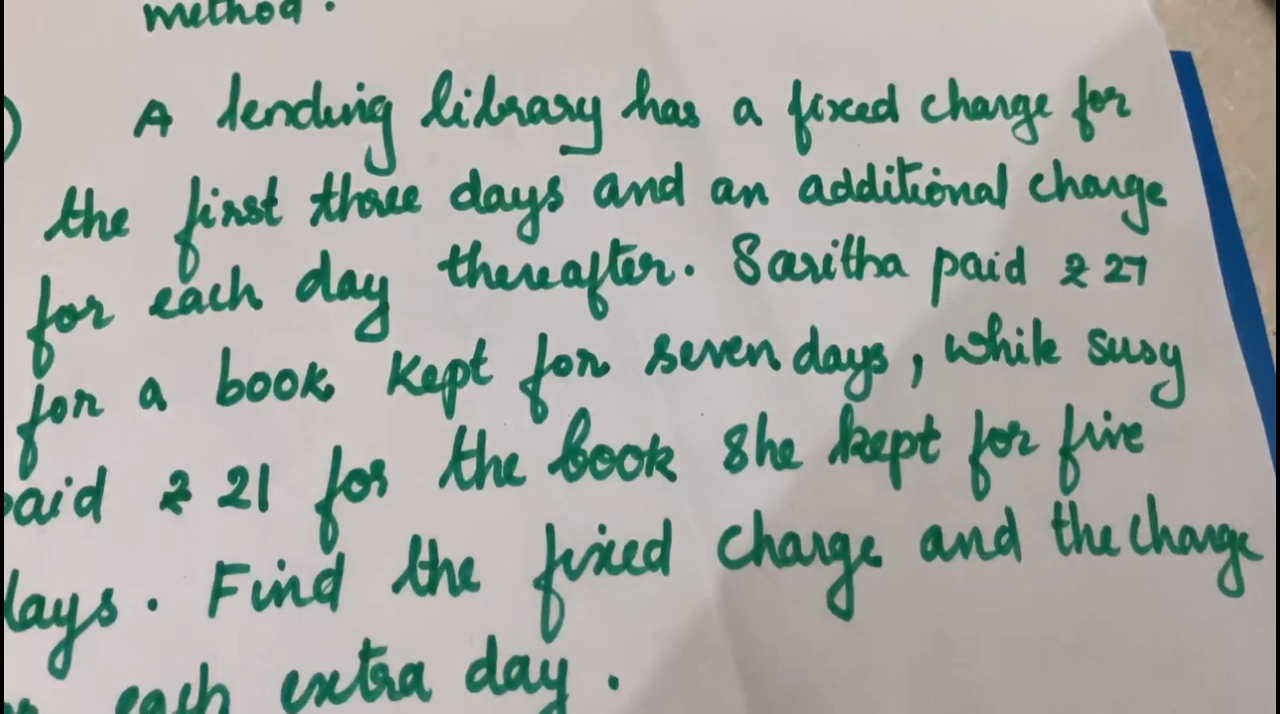 method.
A lending library has a fixed charge for
the first three days and an additional charge
for each day thereafter. Saritha paid ₹ 27
for a book kept for seven days, while susy
paid ₹ 21 for the book she kept for five
days. Find the fixed charge and the charge
each extra day.